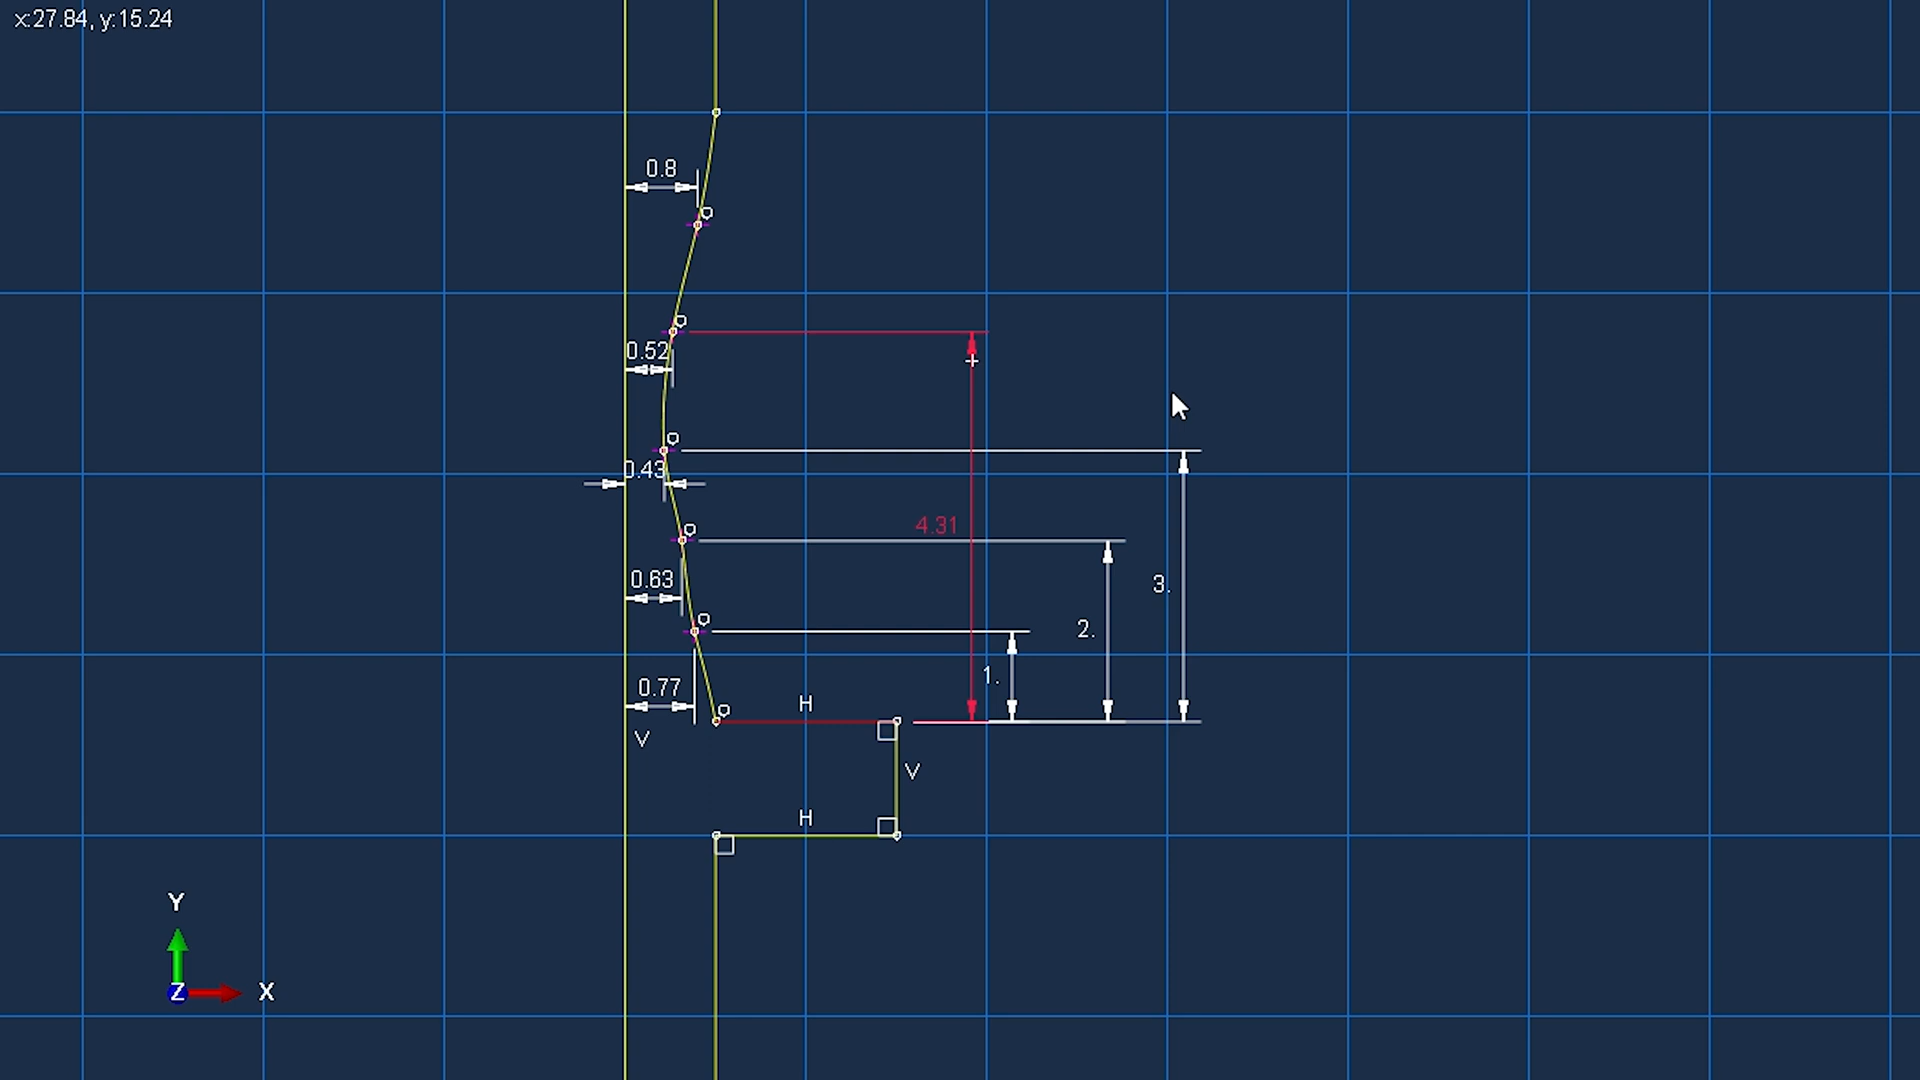 x:27.84, y:15.24
0.8
0.52
0.43
4.31
0.63
3.
2.
1.
0.77
H
V
V
H
Y
Z
X